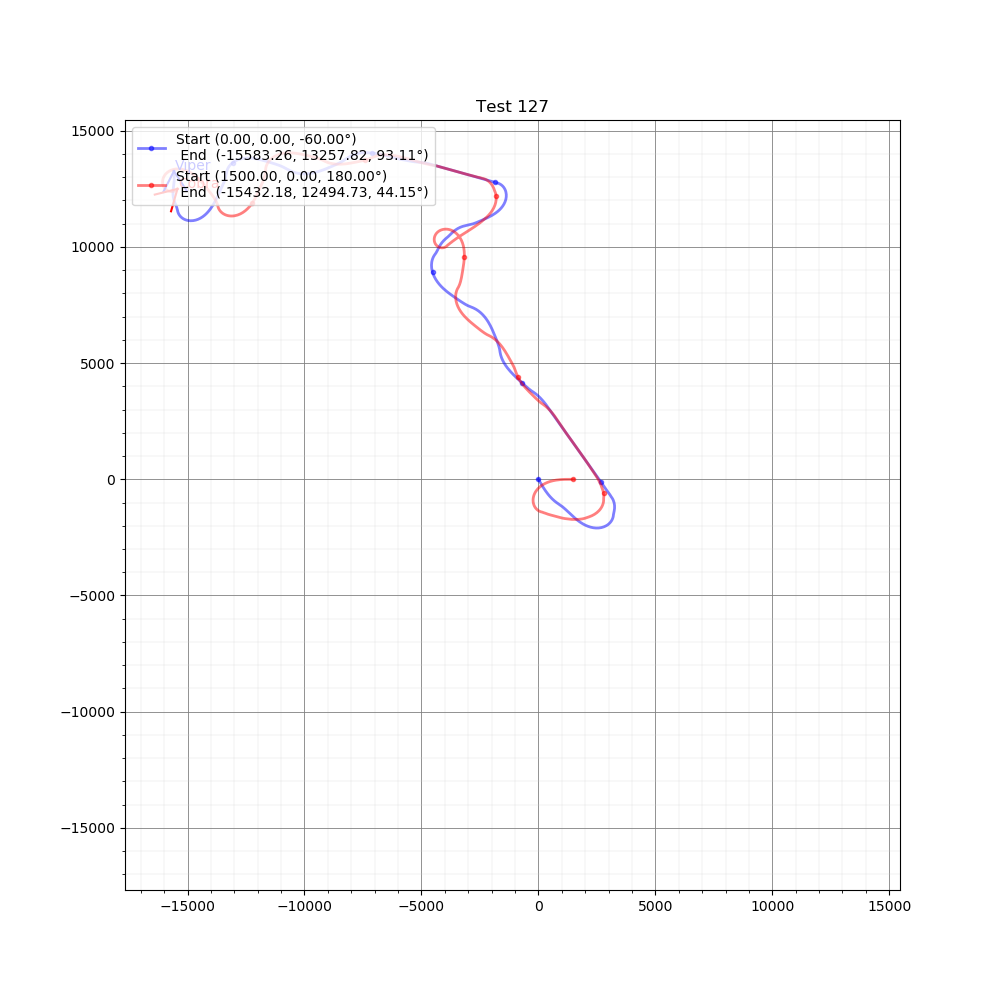 Test 127
Start (0.00, 0.00, -60.00°)
End (-15583.26, 13257.82, 93.11°)
Start (1500.00, 0.00, 180.00°)
End (-15432.18, 12494.73, 44.15°)
Viper
15000
10000
5000
0
−5000
−10000
−15000
−15000
−10000
−5000
0
5000
10000
15000